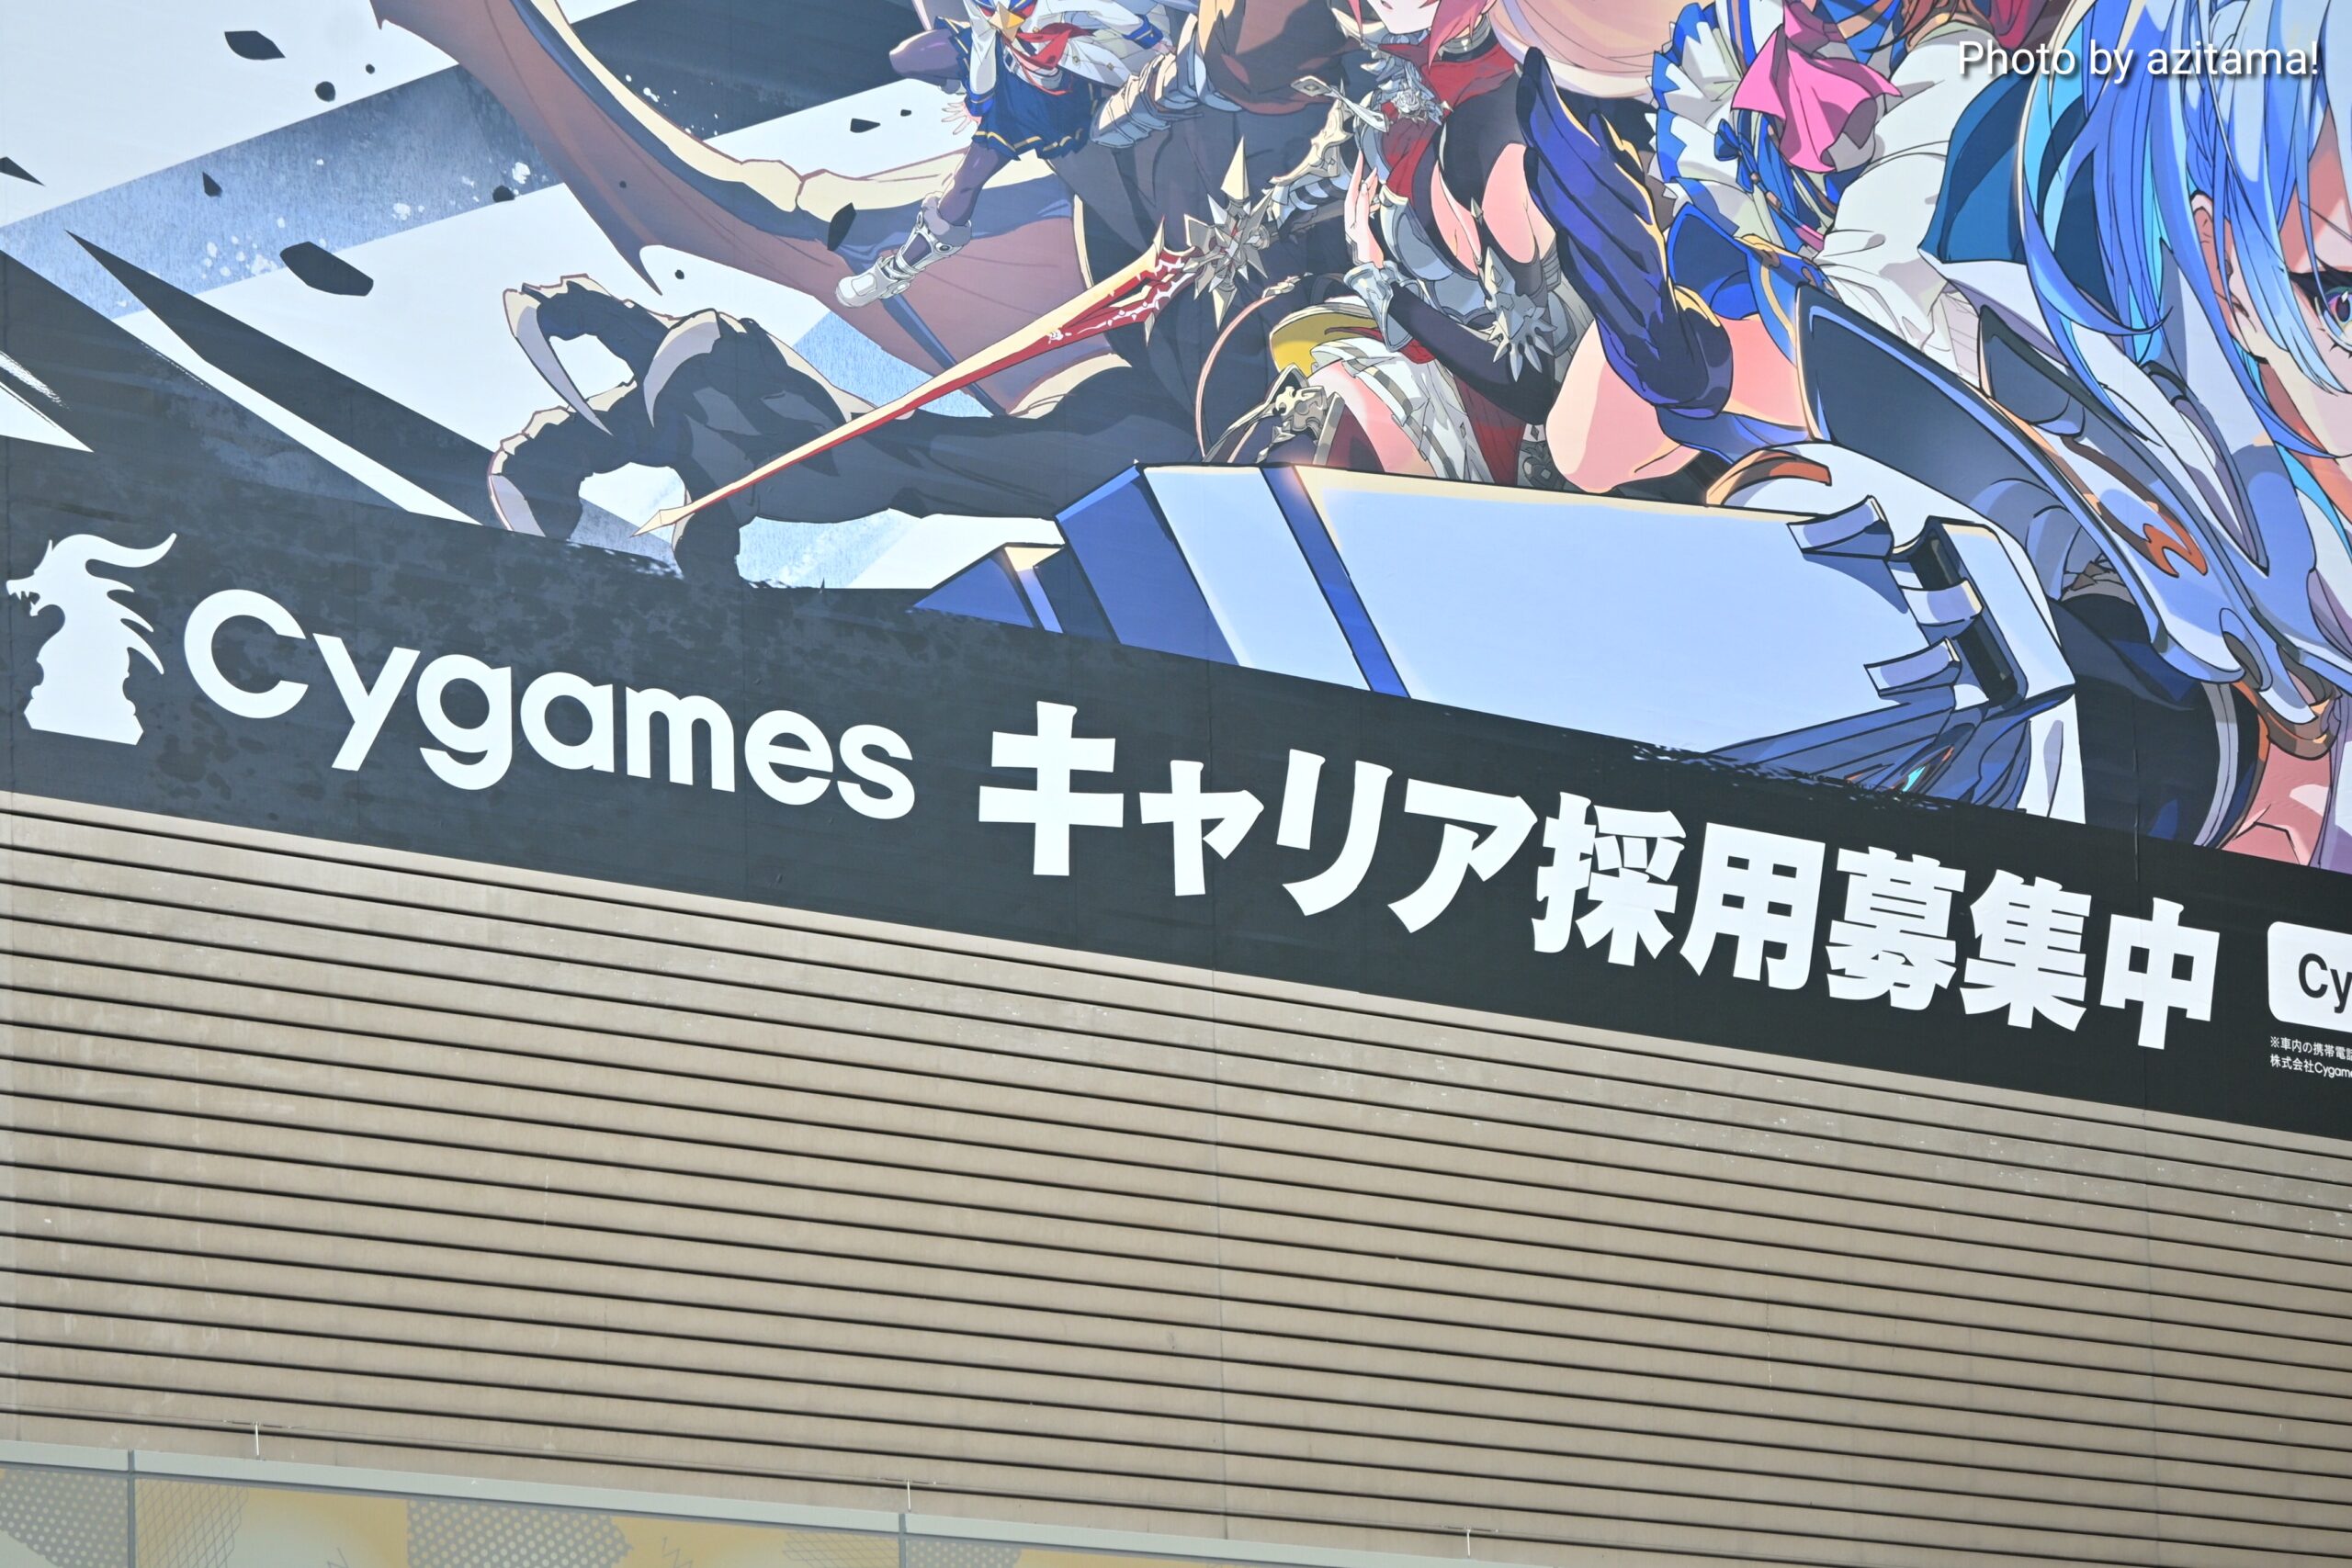 Photo by azitama!
Cygames キャリア採用募集中
Cy
※車内の携帯電
株式会社Cygame